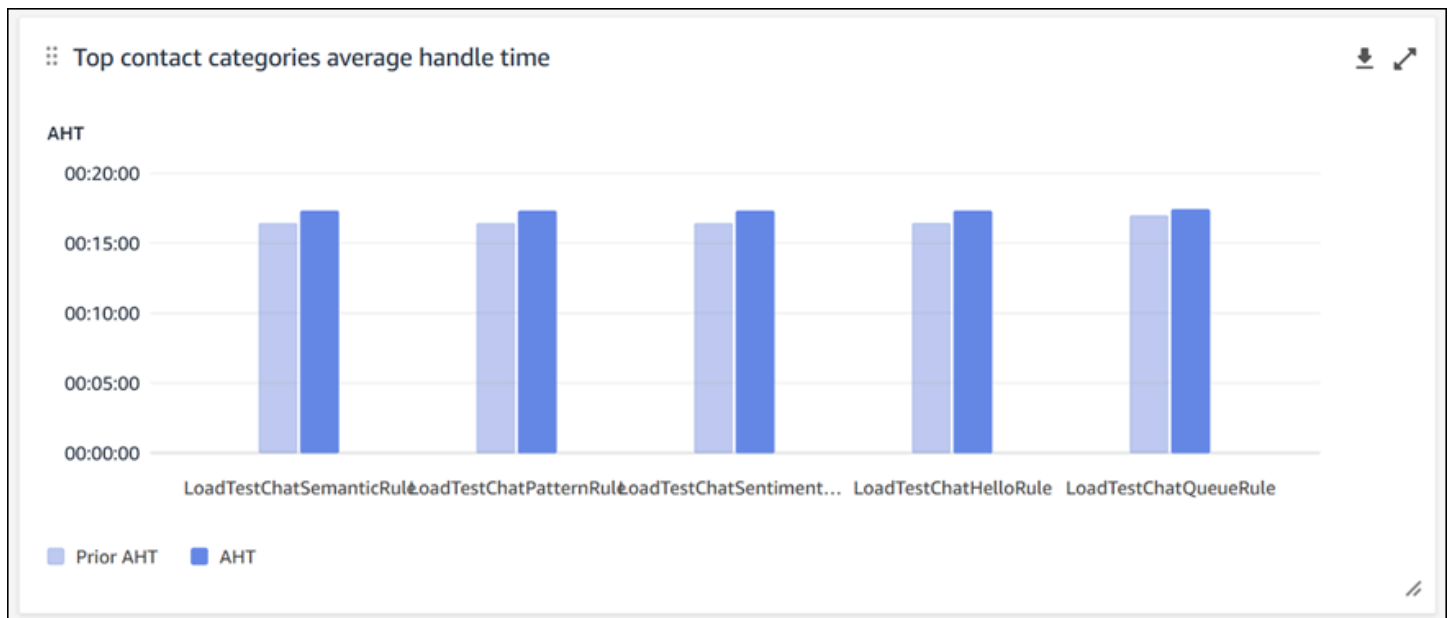 Top contact categories average handle time
AHT
00:20:00
00:15:00
00:10:00
00:05:00
00:00:00
LoadTestChatSemanticRule LoadTestChatPatternRule LoadTestChatSentiment... LoadTestChatHelloRule LoadTestChatQueueRule
Prior AHT AHT